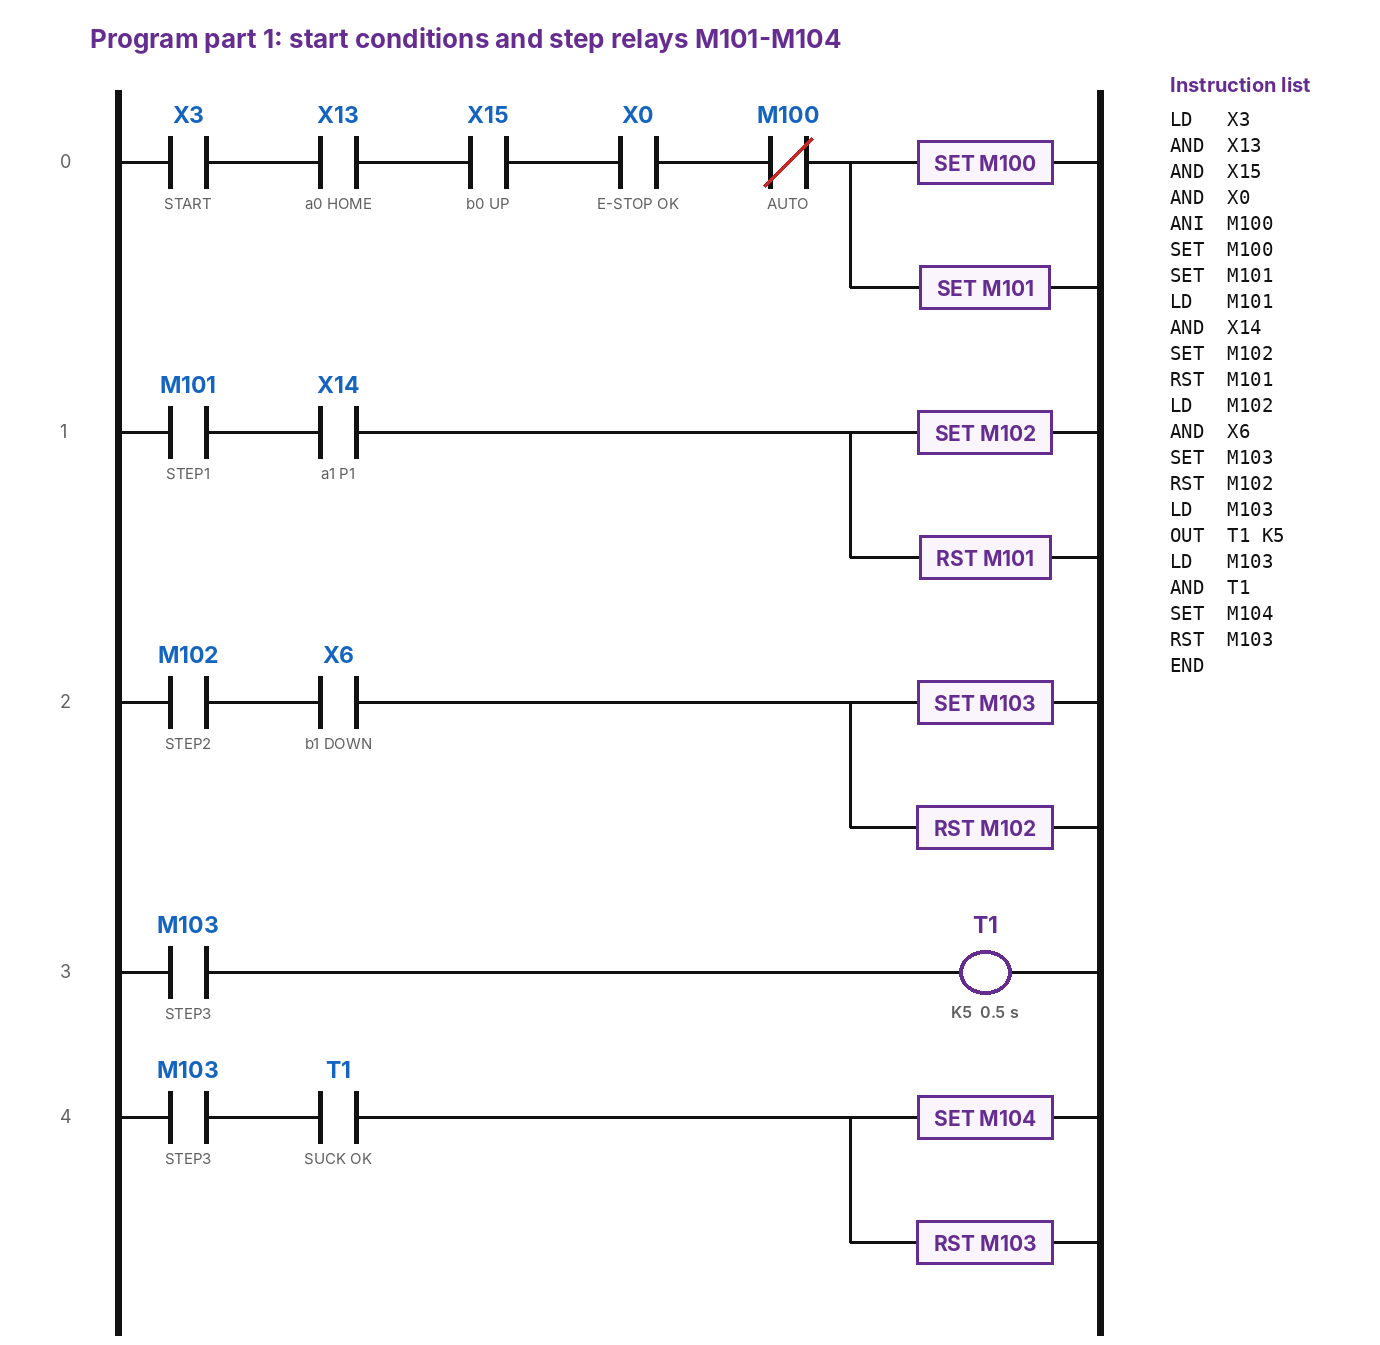 Program part 1: start conditions and step relays M101-M104
X3 X13 X15 X0 M100
0 SET M100
START a0 HOME b0 UP E-STOP OK AUTO
SET M101
M101 X14
1 SET M102
STEP1 a1 P1
RST M101
M102 X6
2 SET M103
STEP2 b1 DOWN
RST M102
M103 T1
3
STEP3 K5 0.5 s
M103 T1
4 SET M104
STEP3 SUCK OK
RST M103
Instruction list
LD X3
AND X13
AND X15
AND X0
ANI M100
SET M100
SET M101
LD M101
AND X14
SET M102
RST M101
LD M102
AND X6
SET M103
RST M102
LD M103
OUT T1 K5
LD M103
AND T1
SET M104
RST M103
END